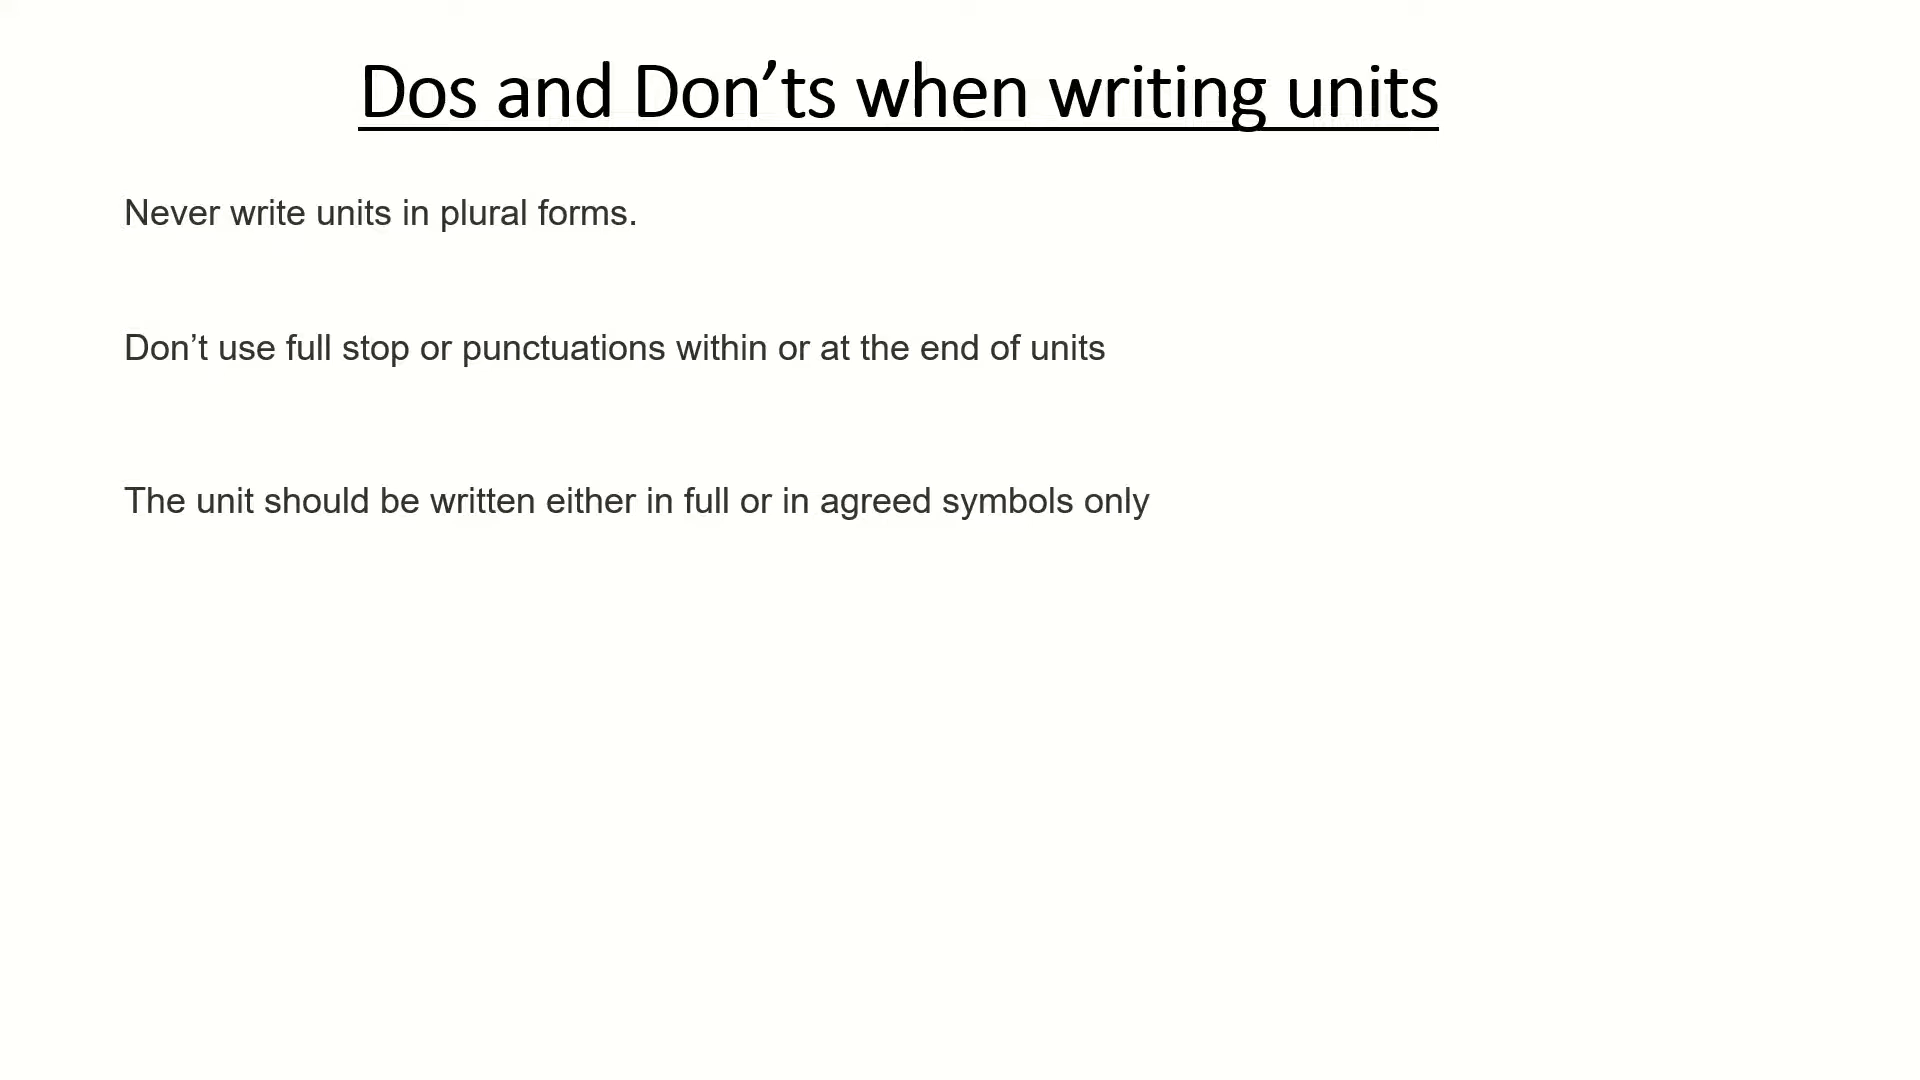 Dos and Don’ts when writing units
Never write units in plural forms.
Don’t use full stop or punctuations within or at the end of units
The unit should be written either in full or in agreed symbols only